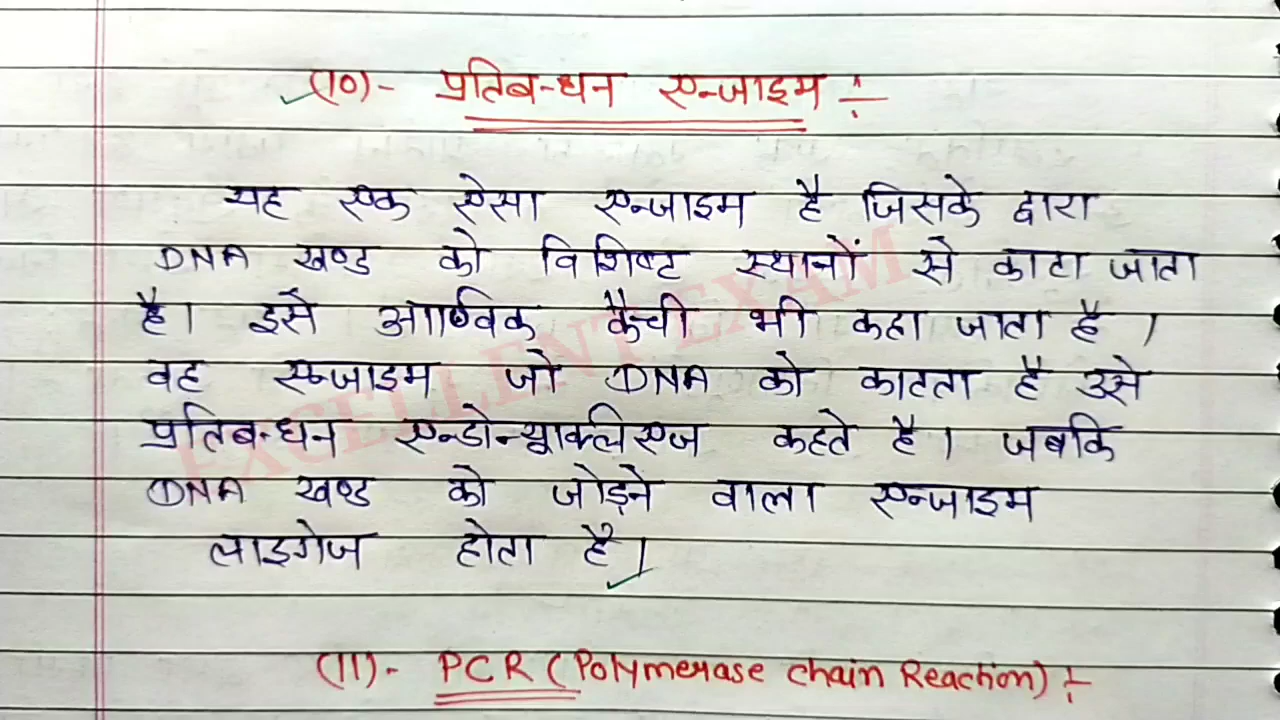 (10)- प्रतिबन्धन एन्जाइम :-
यह एक ऐसा एन्जाइम है जिसके द्वारा
DNA खण्ड को विशिष्ट स्थानों से काटा जाता
है। इसे आण्विक कैंची भी कहा जाता है।
वह एन्जाइम जो DNA को काटता है उसे
प्रतिबन्धन एन्डोन्यूक्लिएज कहते है। जबकि
DNA खण्ड को जोड़ने वाला एन्जाइम
लाइगेज होता है।
(11)- PCR (Polymerase chain Reaction) :-
EXCELLENT EXAM